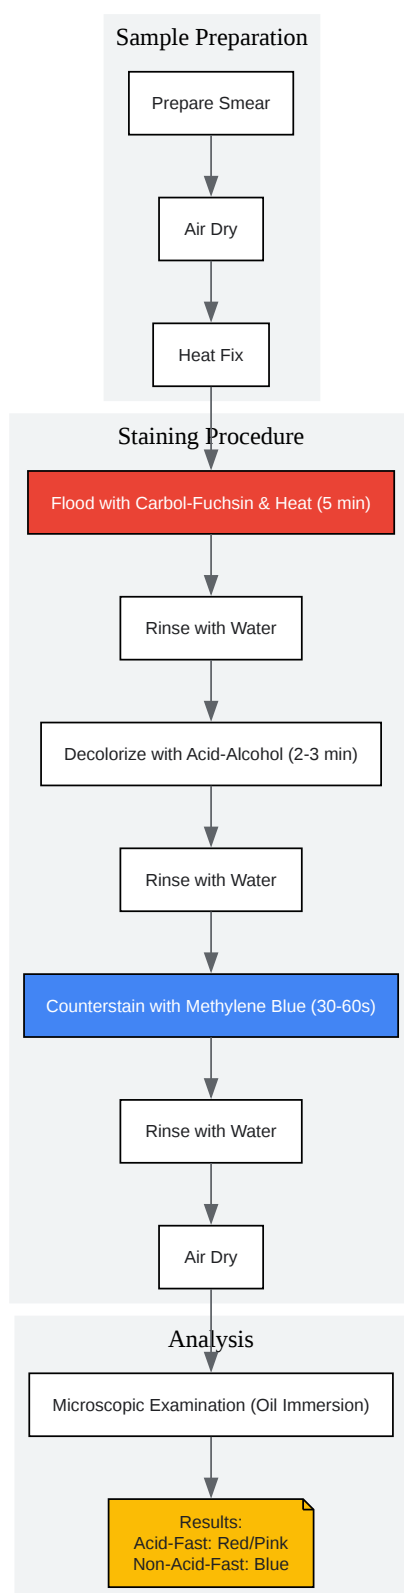 Sample Preparation
Prepare Smear
Air Dry
Heat Fix
Staining Procedure
Flood with Carbol-Fuchsin & Heat (5 min)
Rinse with Water
Decolorize with Acid-Alcohol (2-3 min)
Rinse with Water
Counterstain with Methylene Blue (30-60s)
Rinse with Water
Air Dry
Analysis
Microscopic Examination (Oil Immersion)
Results:
Acid-Fast: Red/Pink
Non-Acid-Fast: Blue